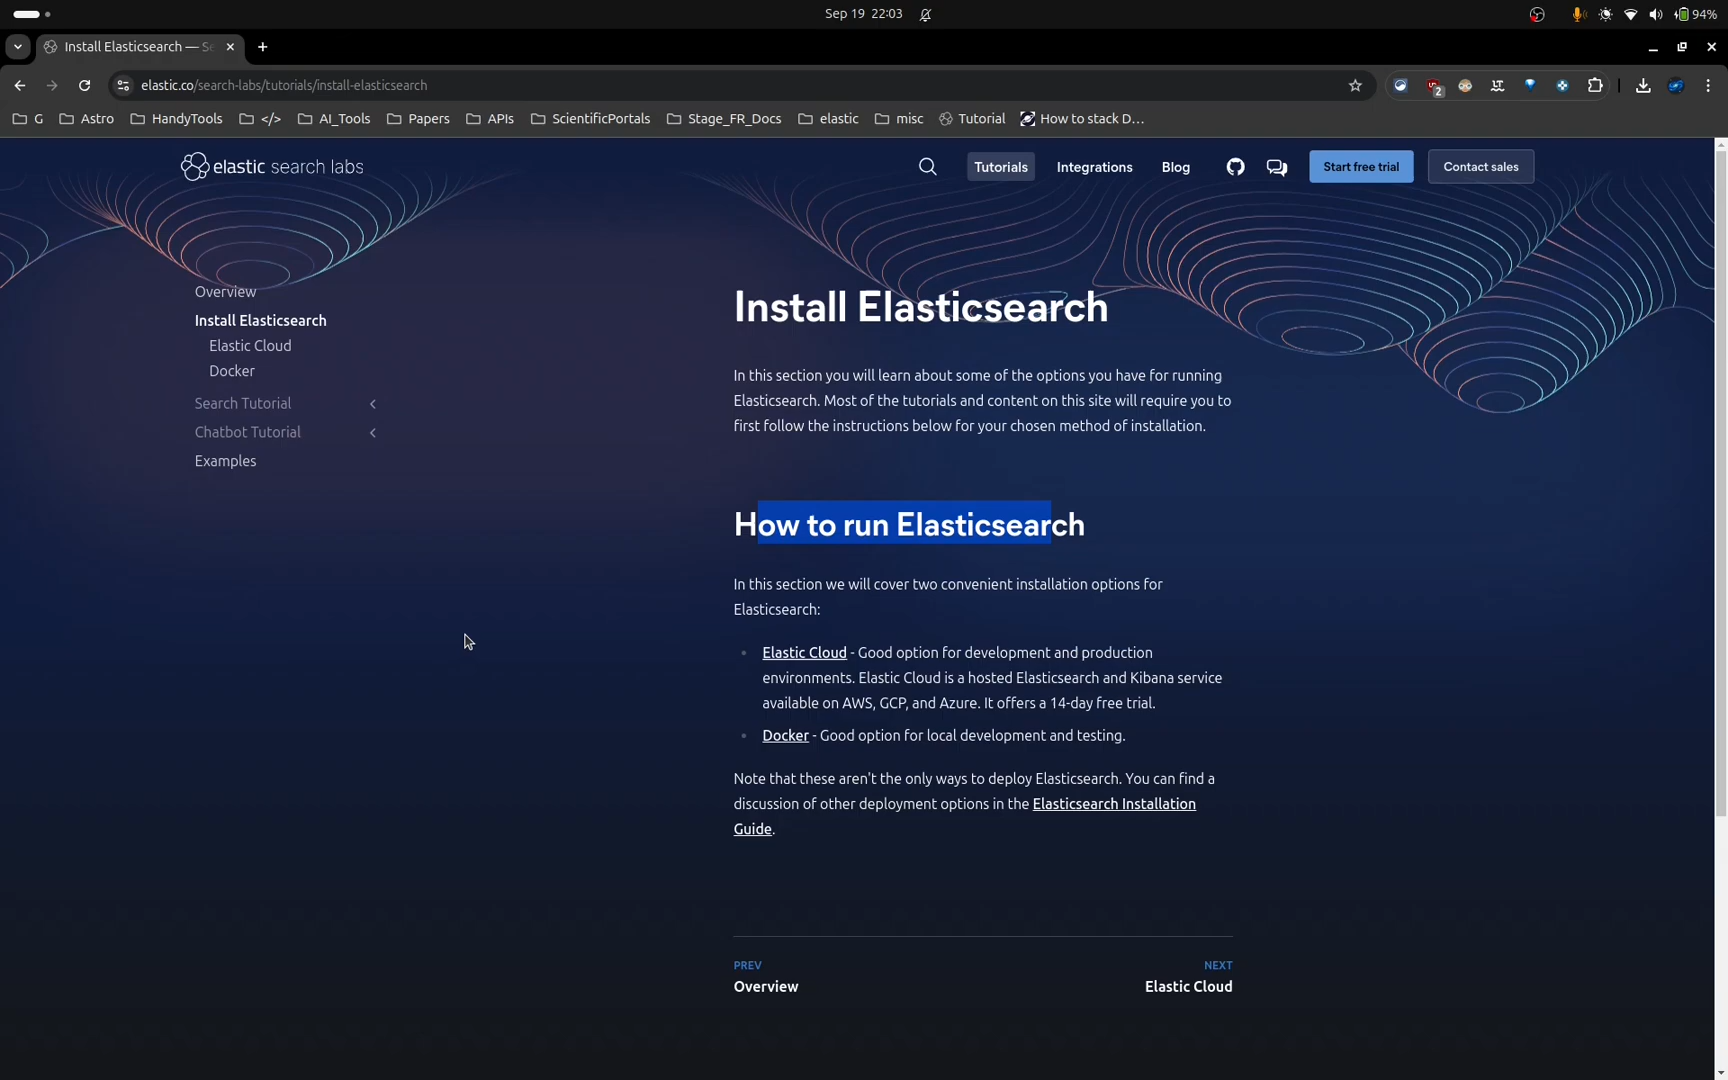 Sep 19 22:03
94%
Install Elasticsearch — Se
elastic.co/search-labs/tutorials/install-elasticsearch
2
G
Astro
HandyTools
</>
AI_Tools
Papers
APIs
ScientificPortals
Stage_FR_Docs
elastic
misc
Tutorial
How to stack D…
elastic search labs
Tutorials
Integrations
Blog
Start free trial
Contact sales
Overview
Install Elasticsearch
Elastic Cloud
Docker
Search Tutorial
Chatbot Tutorial
Examples
Install Elasticsearch
In this section you will learn about some of the options you have for running
Elasticsearch. Most of the tutorials and content on this site will require you to
first follow the instructions below for your chosen method of installation.
How to run Elasticsearch
In this section we will cover two convenient installation options for
Elasticsearch:
Elastic Cloud - Good option for development and production
environments. Elastic Cloud is a hosted Elasticsearch and Kibana service
available on AWS, GCP, and Azure. It offers a 14-day free trial.
Docker - Good option for local development and testing.
Note that these aren't the only ways to deploy Elasticsearch. You can find a
discussion of other deployment options in the Elasticsearch Installation
Guide.
PREV
NEXT
Overview
Elastic Cloud